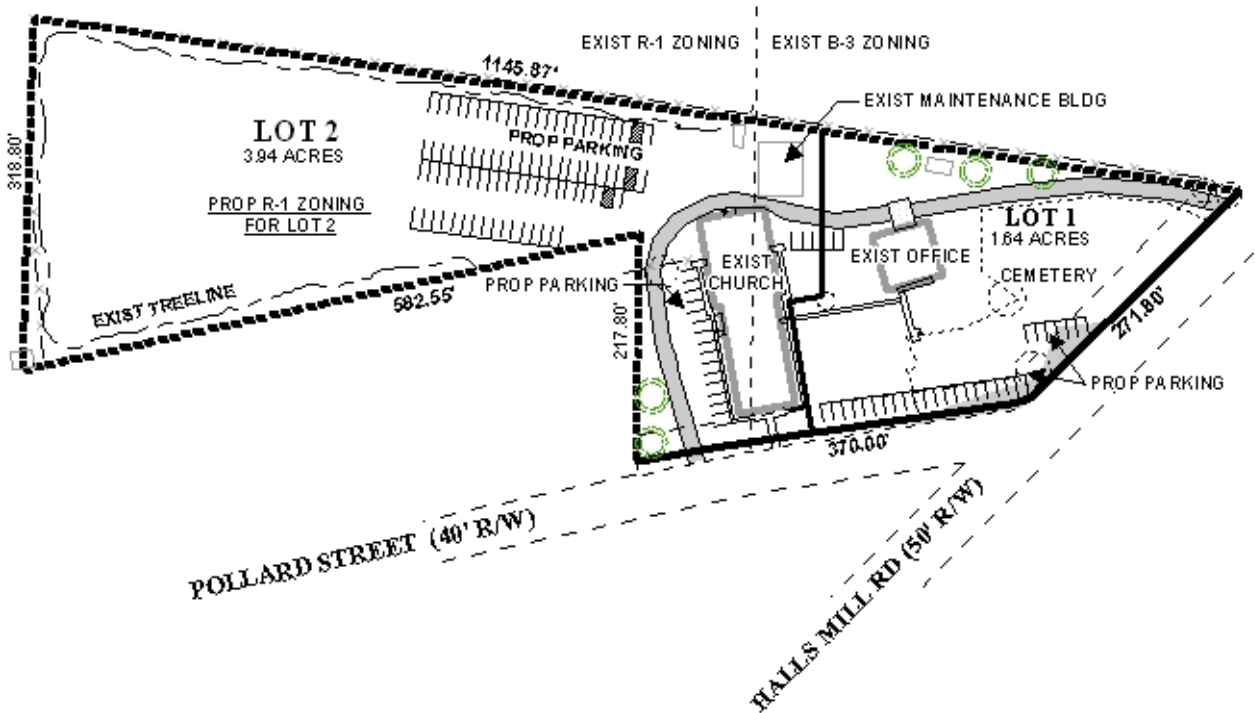 EXIST R-1 ZONING
EXIST B-3 ZONING
1145.87'
EXIST MAINTENANCE BLDG
LOT 2
3.94 ACRES
PROP PARKING
318.80'
PROP R-1 ZONING
FOR LOT 2
LOT 1
1.64 ACRES
EXIST OFFICE
EXIST
CHURCH
CEMETERY
PROP PARKING
EXIST TREELINE
582.55'
217.80'
271.80'
PROP PARKING
370.00'
POLLARD STREET (40' R/W)
HALLS MILL RD (50' R/W)